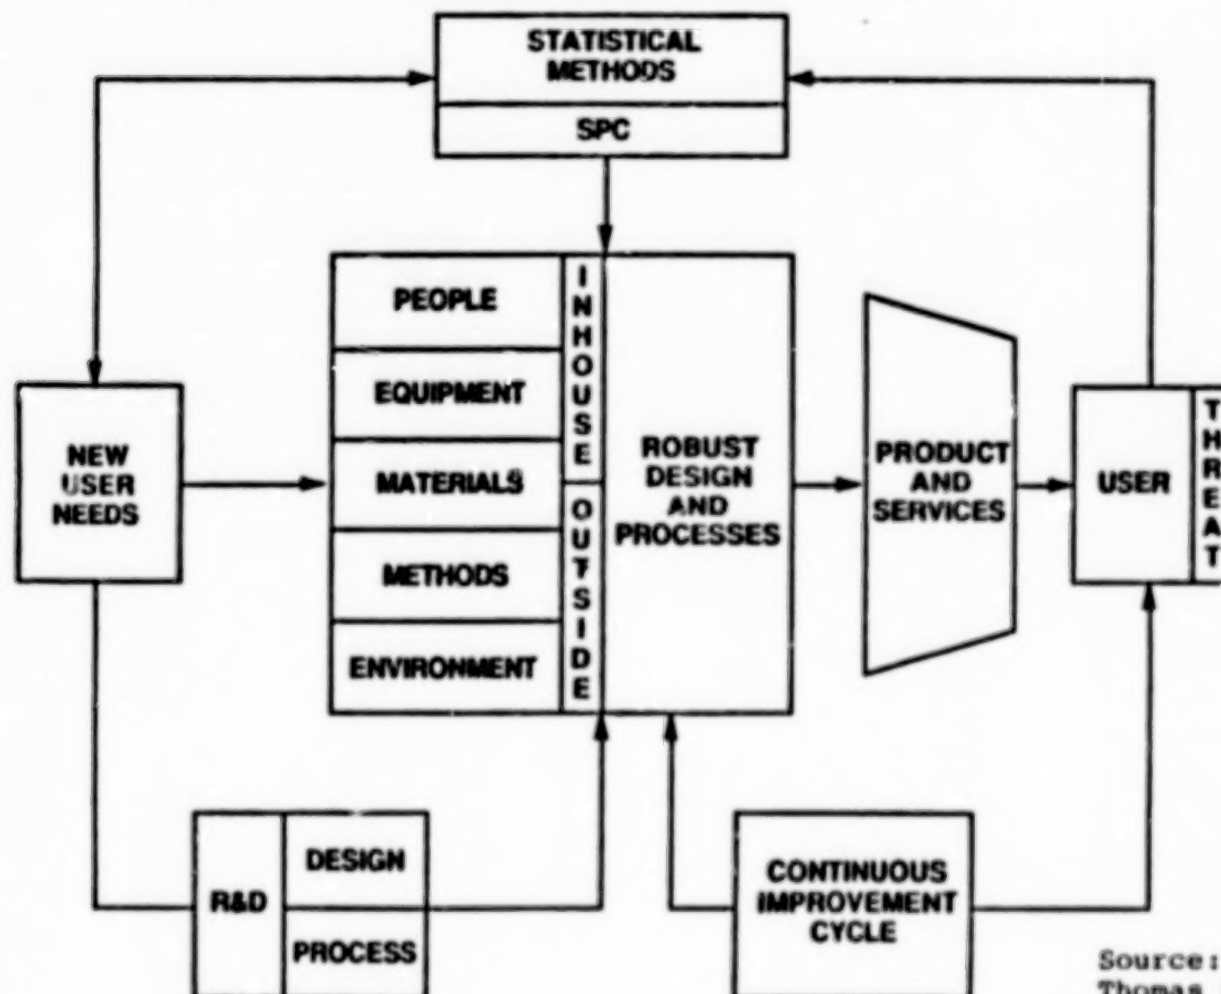 STATISTICAL
METHODS
SPC
PEOPLE
EQUIPMENT
MATERIALS
METHODS
ENVIRONMENT
INHOUSE
OUTSIDE
NEW
USER
NEEDS
ROBUST
DESIGN
AND
PROCESSES
PRODUCT
AND
SERVICES
USER
THREAT
R&D
DESIGN
PROCESS
CONTINUOUS
IMPROVEMENT
CYCLE
Source:
Thomas